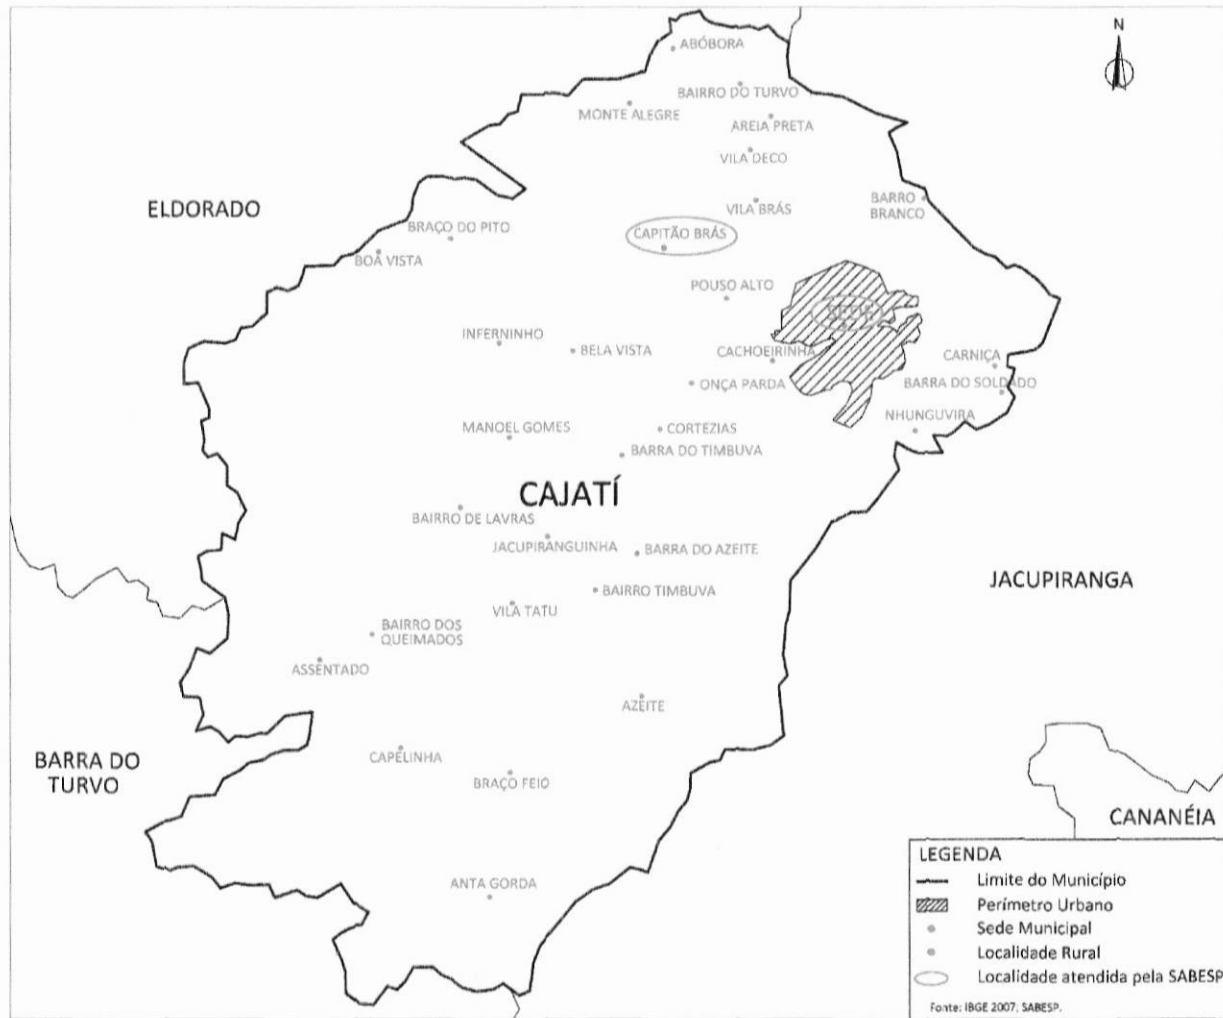 N
ABÓBORA
BAIRRO DO TURVO
MONTE ALEGRE
AREIA PRETA
VILA DECO
ELDORADO
VILA BRÁS
BARRO
BRANCO
BRAÇO DO PITO
CAPITÃO BRÁS
BOA VISTA
POUSO ALTO
SEDE
INFERNINHO
BELA VISTA
CACHOEIRINHA
CARNIÇA
ONÇA PARDA
BARRA DO SOLDADO
NHUNGUVIRA
MANOEL GOMES
CORTEZIAS
BARRA DO TIMBUVA
CAJATÍ
BAIRRO DE LAVRAS
JACUPIRANGUINHA
BARRA DO AZEITE
JACUPIRANGA
BAIRRO TIMBUVA
VILA TATU
BAIRRO DOS
QUEIMADOS
ASSENTADO
AZEITE
BARRA DO
TURVO
CAPELINHA
BRAÇO FEIO
CANANÉIA
ANTA GORDA
LEGENDA
Limite do Município
Perímetro Urbano
Sede Municipal
Localidade Rural
Localidade atendida pela SABESP
Fonte: IBGE 2007; SABESP.